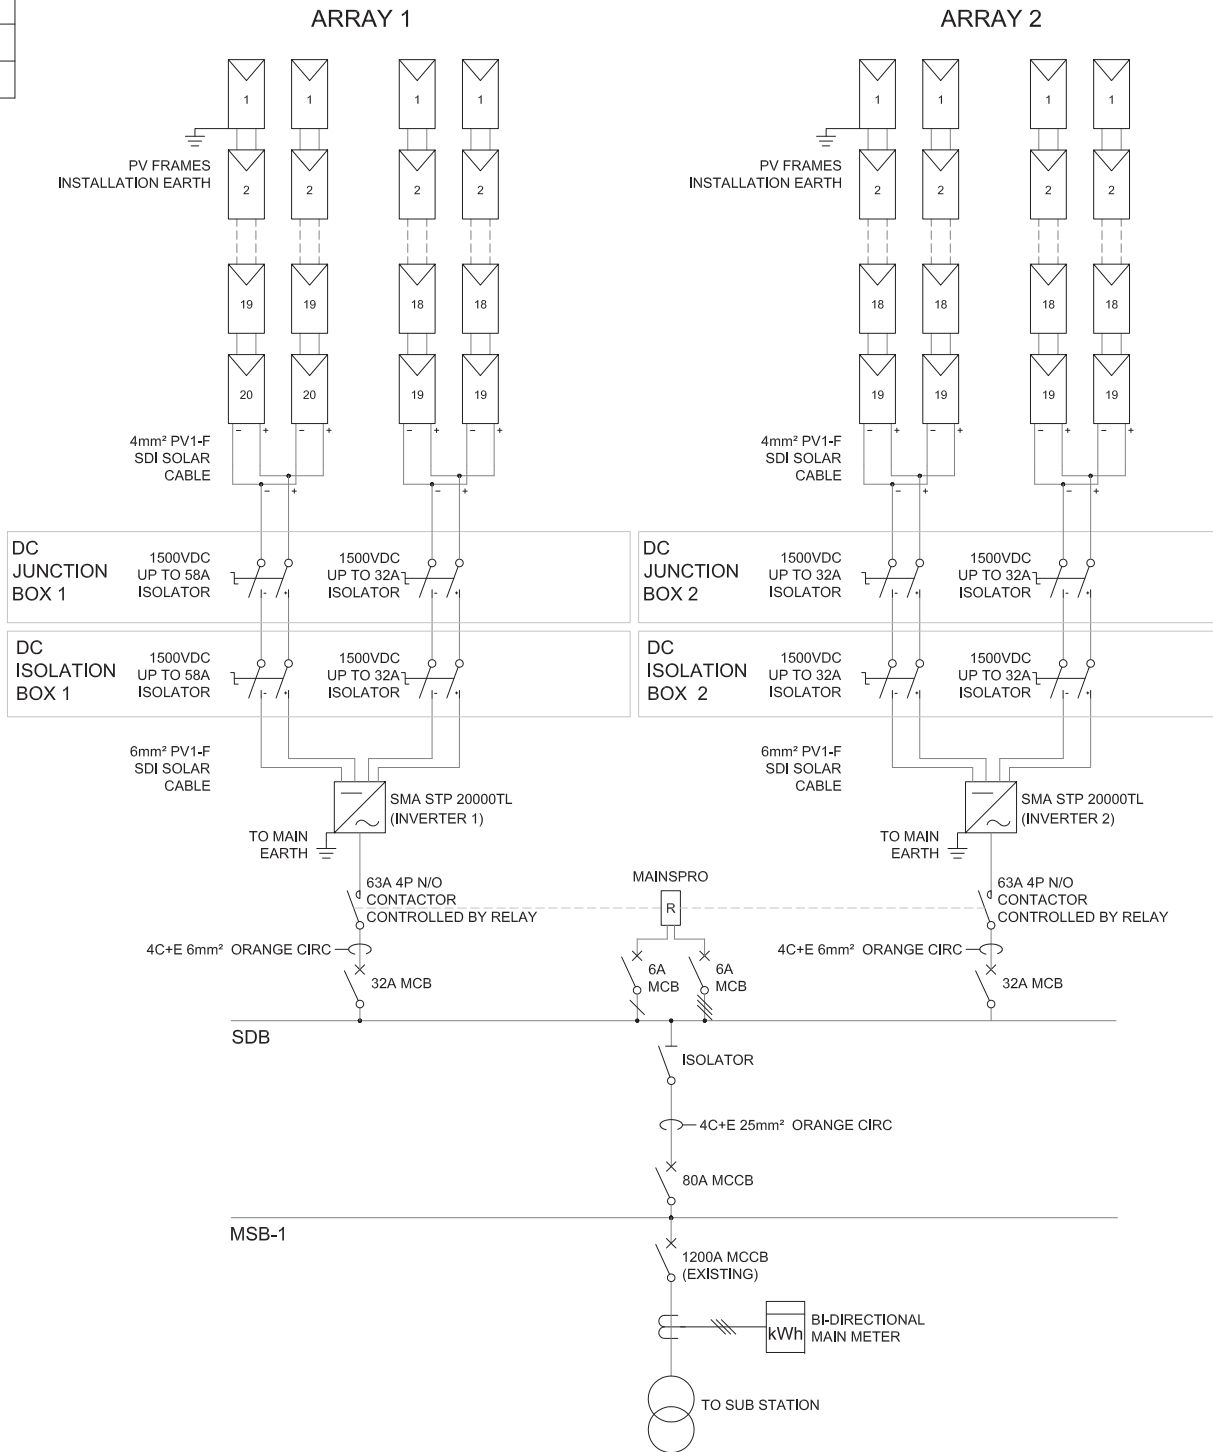 ARRAY 1
ARRAY 2
1 1 1 1
1 1 1 1
PV FRAMES
INSTALLATION EARTH
PV FRAMES
INSTALLATION EARTH
2 2 2 2
2 2 2 2
19 19 18 18
18 18 18 18
20 20 19 19
19 19 19 19
- + - + - + - +
- + - + - + - +
4mm² PV1-F
SDI SOLAR
CABLE
4mm² PV1-F
SDI SOLAR
CABLE
- + - +
- + - +
DC
JUNCTION
BOX 1
1500VDC
UP TO 58A
ISOLATOR
- +
1500VDC
UP TO 32A
ISOLATOR
- +
DC
JUNCTION
BOX 2
1500VDC
UP TO 32A
ISOLATOR
- +
1500VDC
UP TO 32A
ISOLATOR
- +
DC
ISOLATION
BOX 1
1500VDC
UP TO 58A
ISOLATOR
- +
1500VDC
UP TO 32A
ISOLATOR
- +
DC
ISOLATION
BOX 2
1500VDC
UP TO 32A
ISOLATOR
- +
1500VDC
UP TO 32A
ISOLATOR
- +
6mm² PV1-F
SDI SOLAR
CABLE
6mm² PV1-F
SDI SOLAR
CABLE
SMA STP 20000TL
(INVERTER 1)
SMA STP 20000TL
(INVERTER 2)
TO MAIN
EARTH
TO MAIN
EARTH
63A 4P N/O
CONTACTOR
CONTROLLED BY RELAY
MAINSPRO
R
63A 4P N/O
CONTACTOR
CONTROLLED BY RELAY
4C+E 6mm² ORANGE CIRC
4C+E 6mm² ORANGE CIRC
32A MCB
6A
MCB
6A
MCB
32A MCB
SDB
ISOLATOR
4C+E 25mm² ORANGE CIRC
80A MCCB
MSB-1
1200A MCCB
(EXISTING)
kWh
BI-DIRECTIONAL
MAIN METER
TO SUB STATION